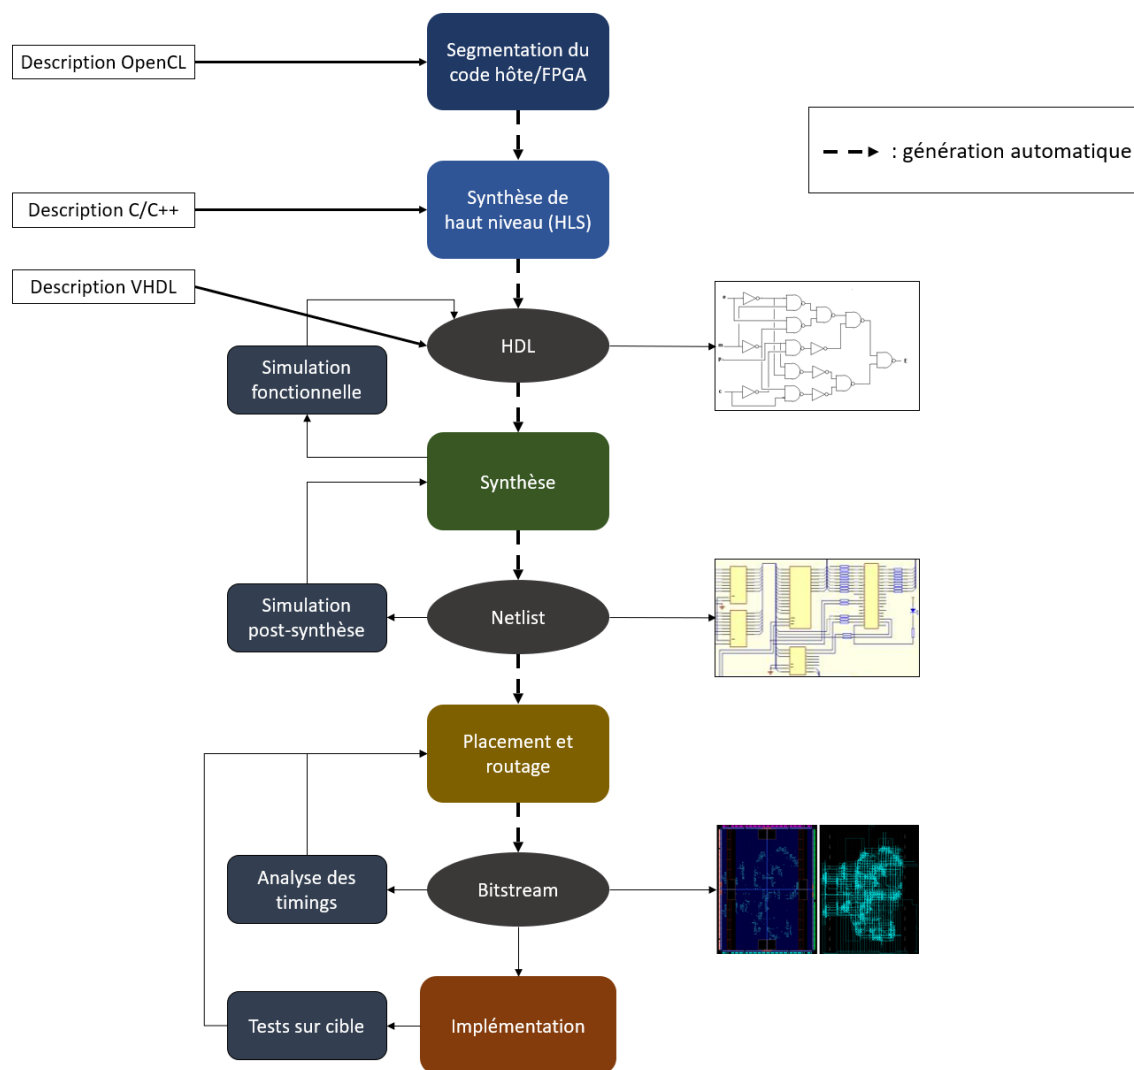 Segmentation du
code hôte/FPGA
Description OpenCL
: génération automatique
Synthèse de
haut niveau (HLS)
Description C/C++
Description VHDL
HDL
Simulation
fonctionnelle
Synthèse
Simulation
post-synthèse
Netlist
Placement et
routage
Analyse des
timings
Bitstream
Tests sur cible
Implémentation